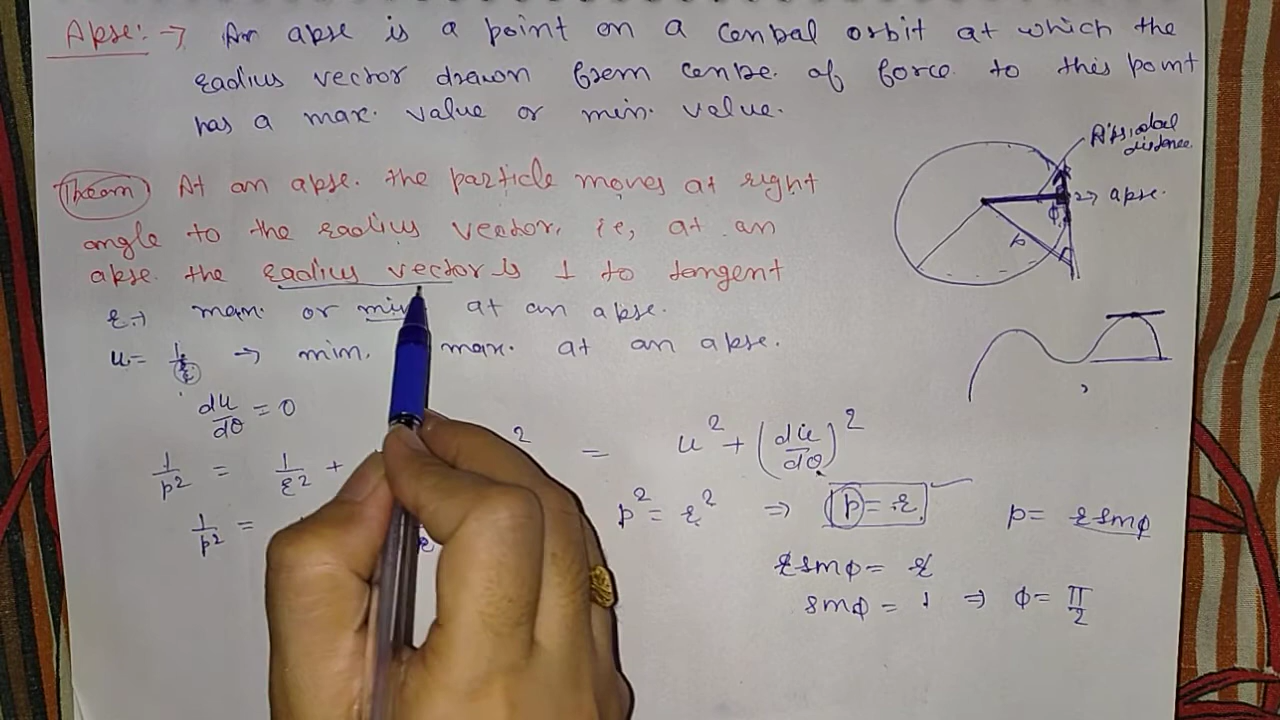 Apse:→ An apse is a point on a central orbit at which the
radius vector drawn from centre of force to this point
has a max. value or min. value.
Apsidal
distance
→ apse.
ϕ
p
Theorem At an apse. the particle moves at right
angle to the radius vector. ie, at an
apse. the radius vector is ⊥ to tangent
r → max. or min at an apse.
u = 1/r → min. max. at an apse.
du/dθ = 0
1/p² = 1/r² + ² = u² + (du/dθ)²
1/p² = p² = r² ⇒ p = r. p = r sinϕ
r sinϕ = r
sinϕ = 1 ⇒ ϕ = π/2